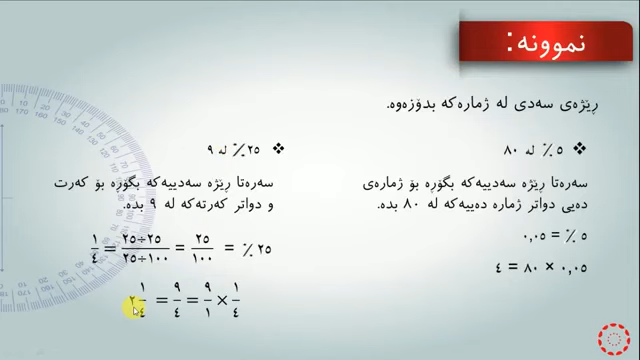 نموونە:
ڕێژەی سەدی لە ژمارەکە بدۆزەوە.
❖ ٥ ٪ لە ٨٠
سەرەتا ڕێژە سەدییەکە بگۆڕە بۆ ژمارەی
دەیی دواتر ژمارە دەییەکە لە ٨٠ بدە.
٥ ٪ = ٠,٠٥
٠,٠٥ × ٨٠ = ٤
❖ ٢٥ ٪ لە ٩
سەرەتا ڕێژە سەدییەکە بگۆڕە بۆ کەرت
و دواتر کەرتەکە لە ٩ بدە.
٢٥ ٪ = ٢٥/١٠٠ = ٢٥÷٢٥/١٠٠÷٢٥ = ١/٤
١/٤ × ٩/١ = ٩/٤ = ٢ ١/٤